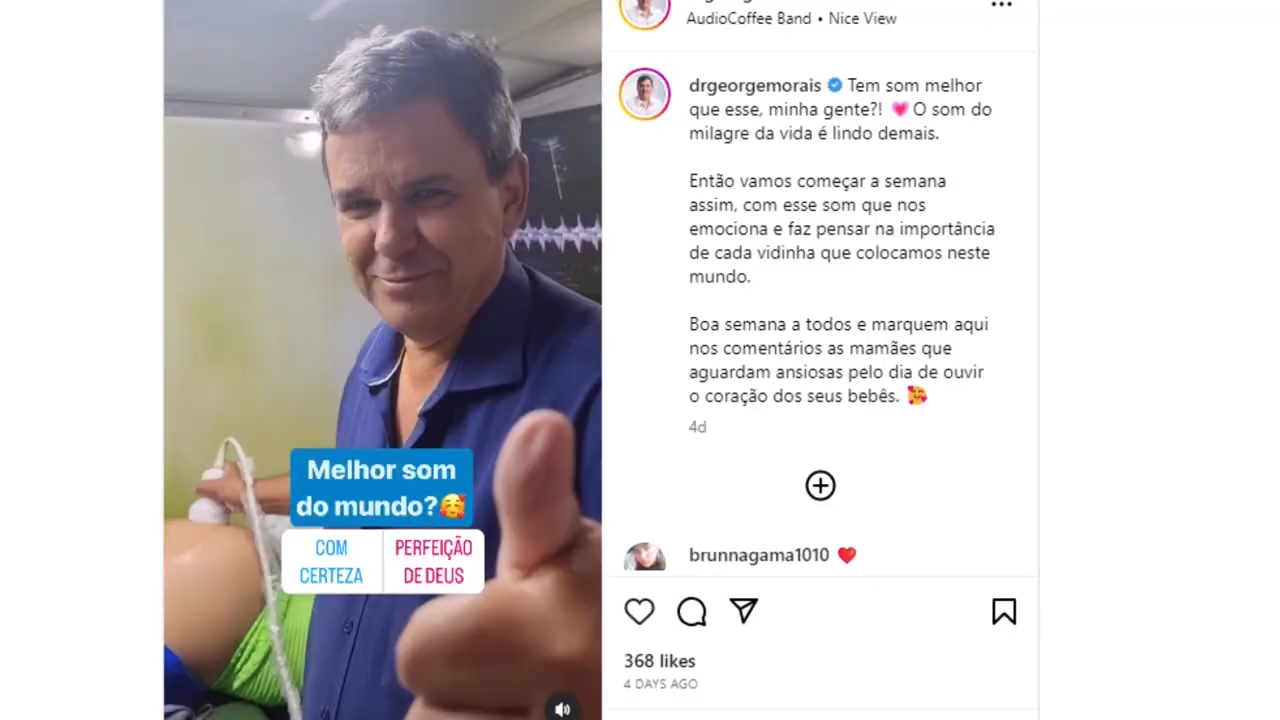 AudioCoffee Band • Nice View
drgeorgemorais Tem som melhor
que esse, minha gente?! 💗 O som do
milagre da vida é lindo demais.
Então vamos começar a semana
assim, com esse som que nos
emociona e faz pensar na importância
de cada vidinha que colocamos neste
mundo.
Boa semana a todos e marquem aqui
nos comentários as mamães que
aguardam ansiosas pelo dia de ouvir
o coração dos seus bebês. 🥰
4d
brunnagama1010 ❤️
368 likes
4 DAYS AGO
Melhor som
do mundo?🥰
COM
CERTEZA
PERFEIÇÃO
DE DEUS